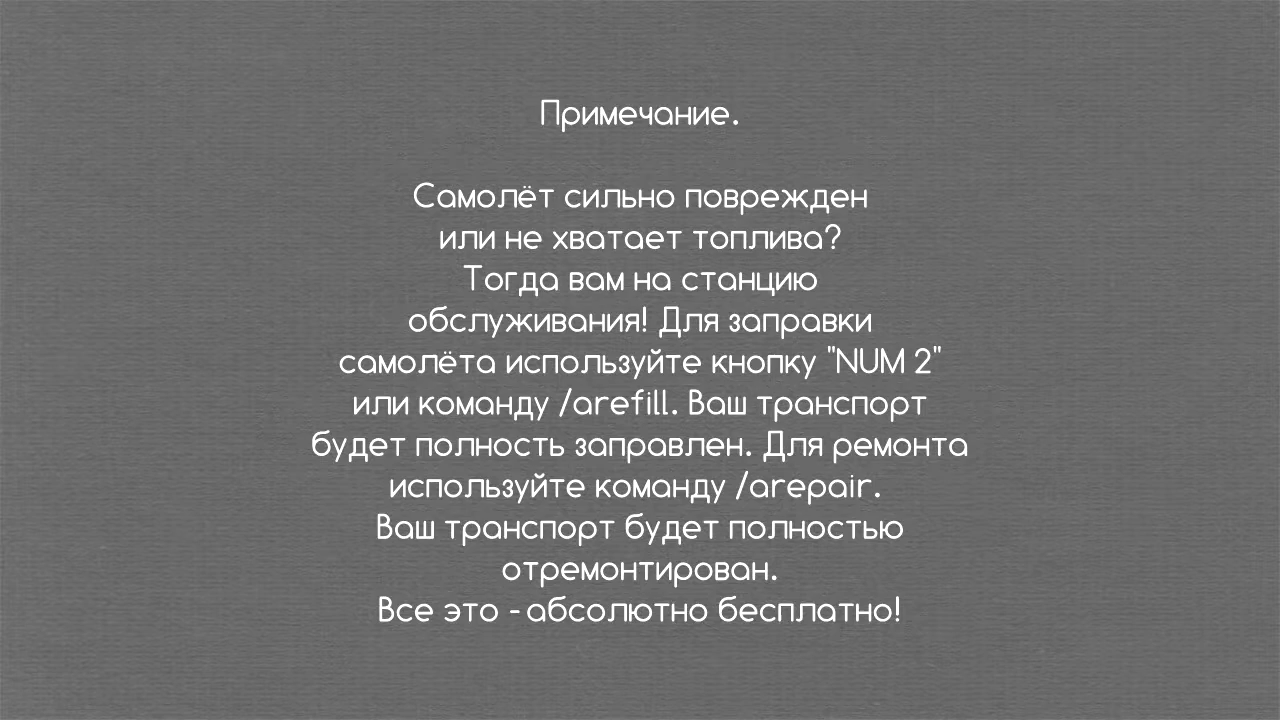 Примечание.
Самолёт сильно поврежден
или не хватает топлива?
Тогда вам на станцию
обслуживания! Для заправки
самолёта используйте кнопку "NUM 2"
или команду /arefill. Ваш транспорт
будет полность заправлен. Для ремонта
используйте команду /arepair.
Ваш транспорт будет полностью
отремонтирован.
Все это - абсолютно бесплатно!